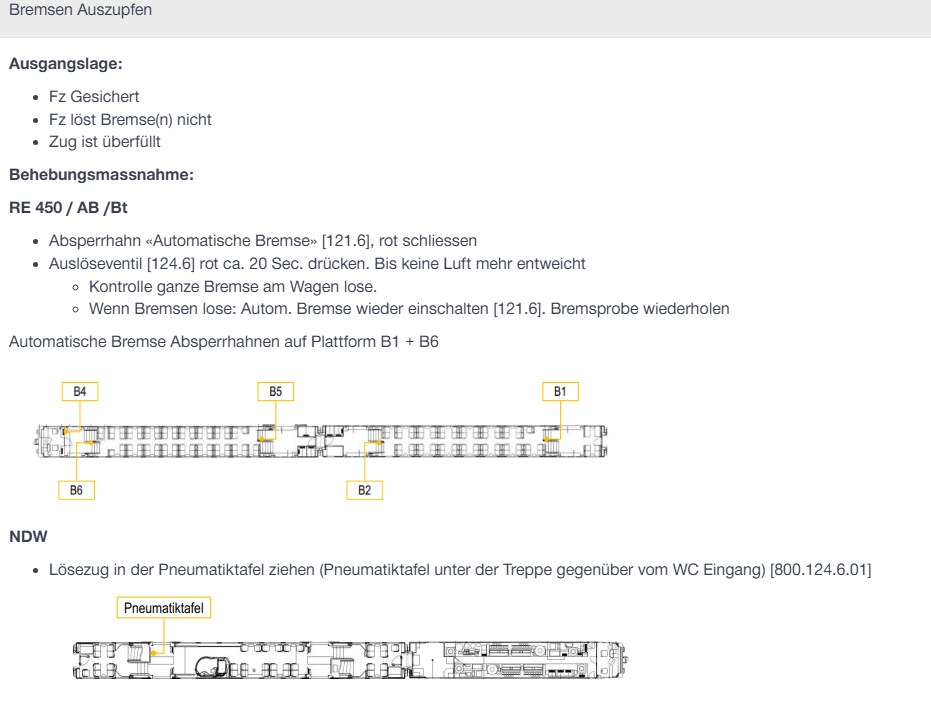 Bremsen Auszupfen
Ausgangslage:
• Fz Gesichert
• Fz löst Bremse(n) nicht
• Zug ist überfüllt
Behebungsmassnahme:
RE 450 / AB /Bt
• Absperrhahn «Automatische Bremse» [121.6], rot schliessen
• Auslöseventil [124.6] rot ca. 20 Sec. drücken. Bis keine Luft mehr entweicht
◦ Kontrolle ganze Bremse am Wagen lose.
◦ Wenn Bremsen lose: Autom. Bremse wieder einschalten [121.6]. Bremsprobe wiederholen
Automatische Bremse Absperrhahnen auf Plattform B1 + B6
B4 B5 B1
B6 B2
NDW
• Lösezug in der Pneumatiktafel ziehen (Pneumatiktafel unter der Treppe gegenüber vom WC Eingang) [800.124.6.01]
Pneumatiktafel